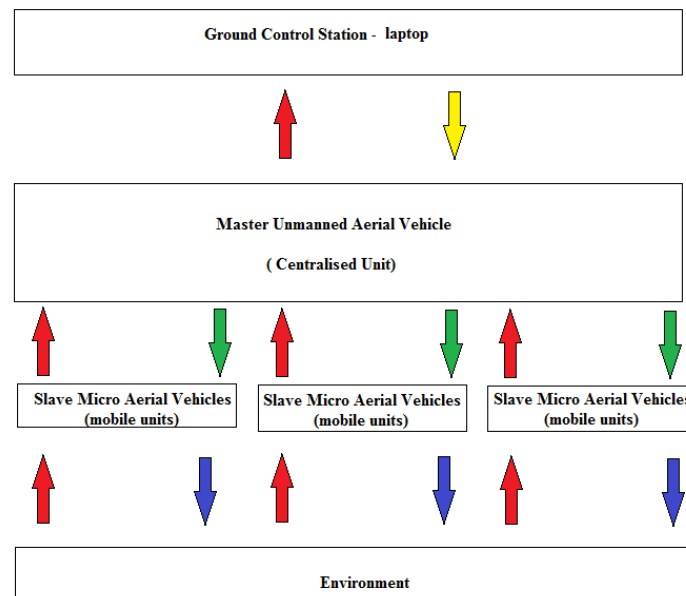 Ground Control Station - laptop
Master Unmanned Aerial Vehicle
( Centralised Unit)
Slave Micro Aerial Vehicles
(mobile units)
Slave Micro Aerial Vehicles
(mobile units)
Slave Micro Aerial Vehicles
(mobile units)
Environment